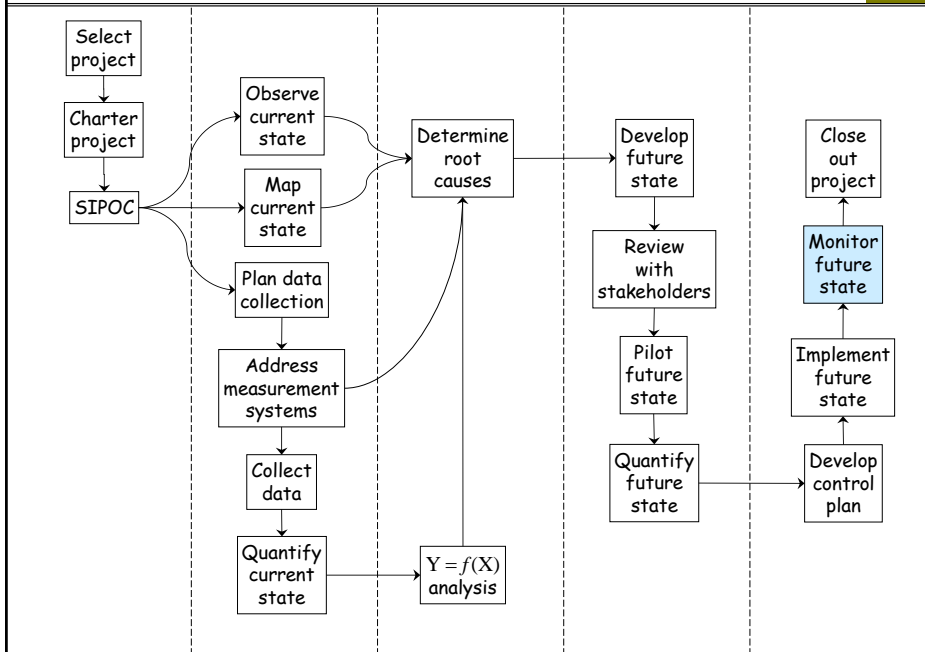 Select
project
Charter
project
SIPOC
Observe
current
state
Map
current
state
Plan data
collection
Address
measurement
systems
Collect
data
Quantify
current
state
Determine
root
causes
Y = f(X)
analysis
Develop
future
state
Review
with
stakeholders
Pilot
future
state
Quantify
future
state
Close
out
project
Monitor
future
state
Implement
future
state
Develop
control
plan